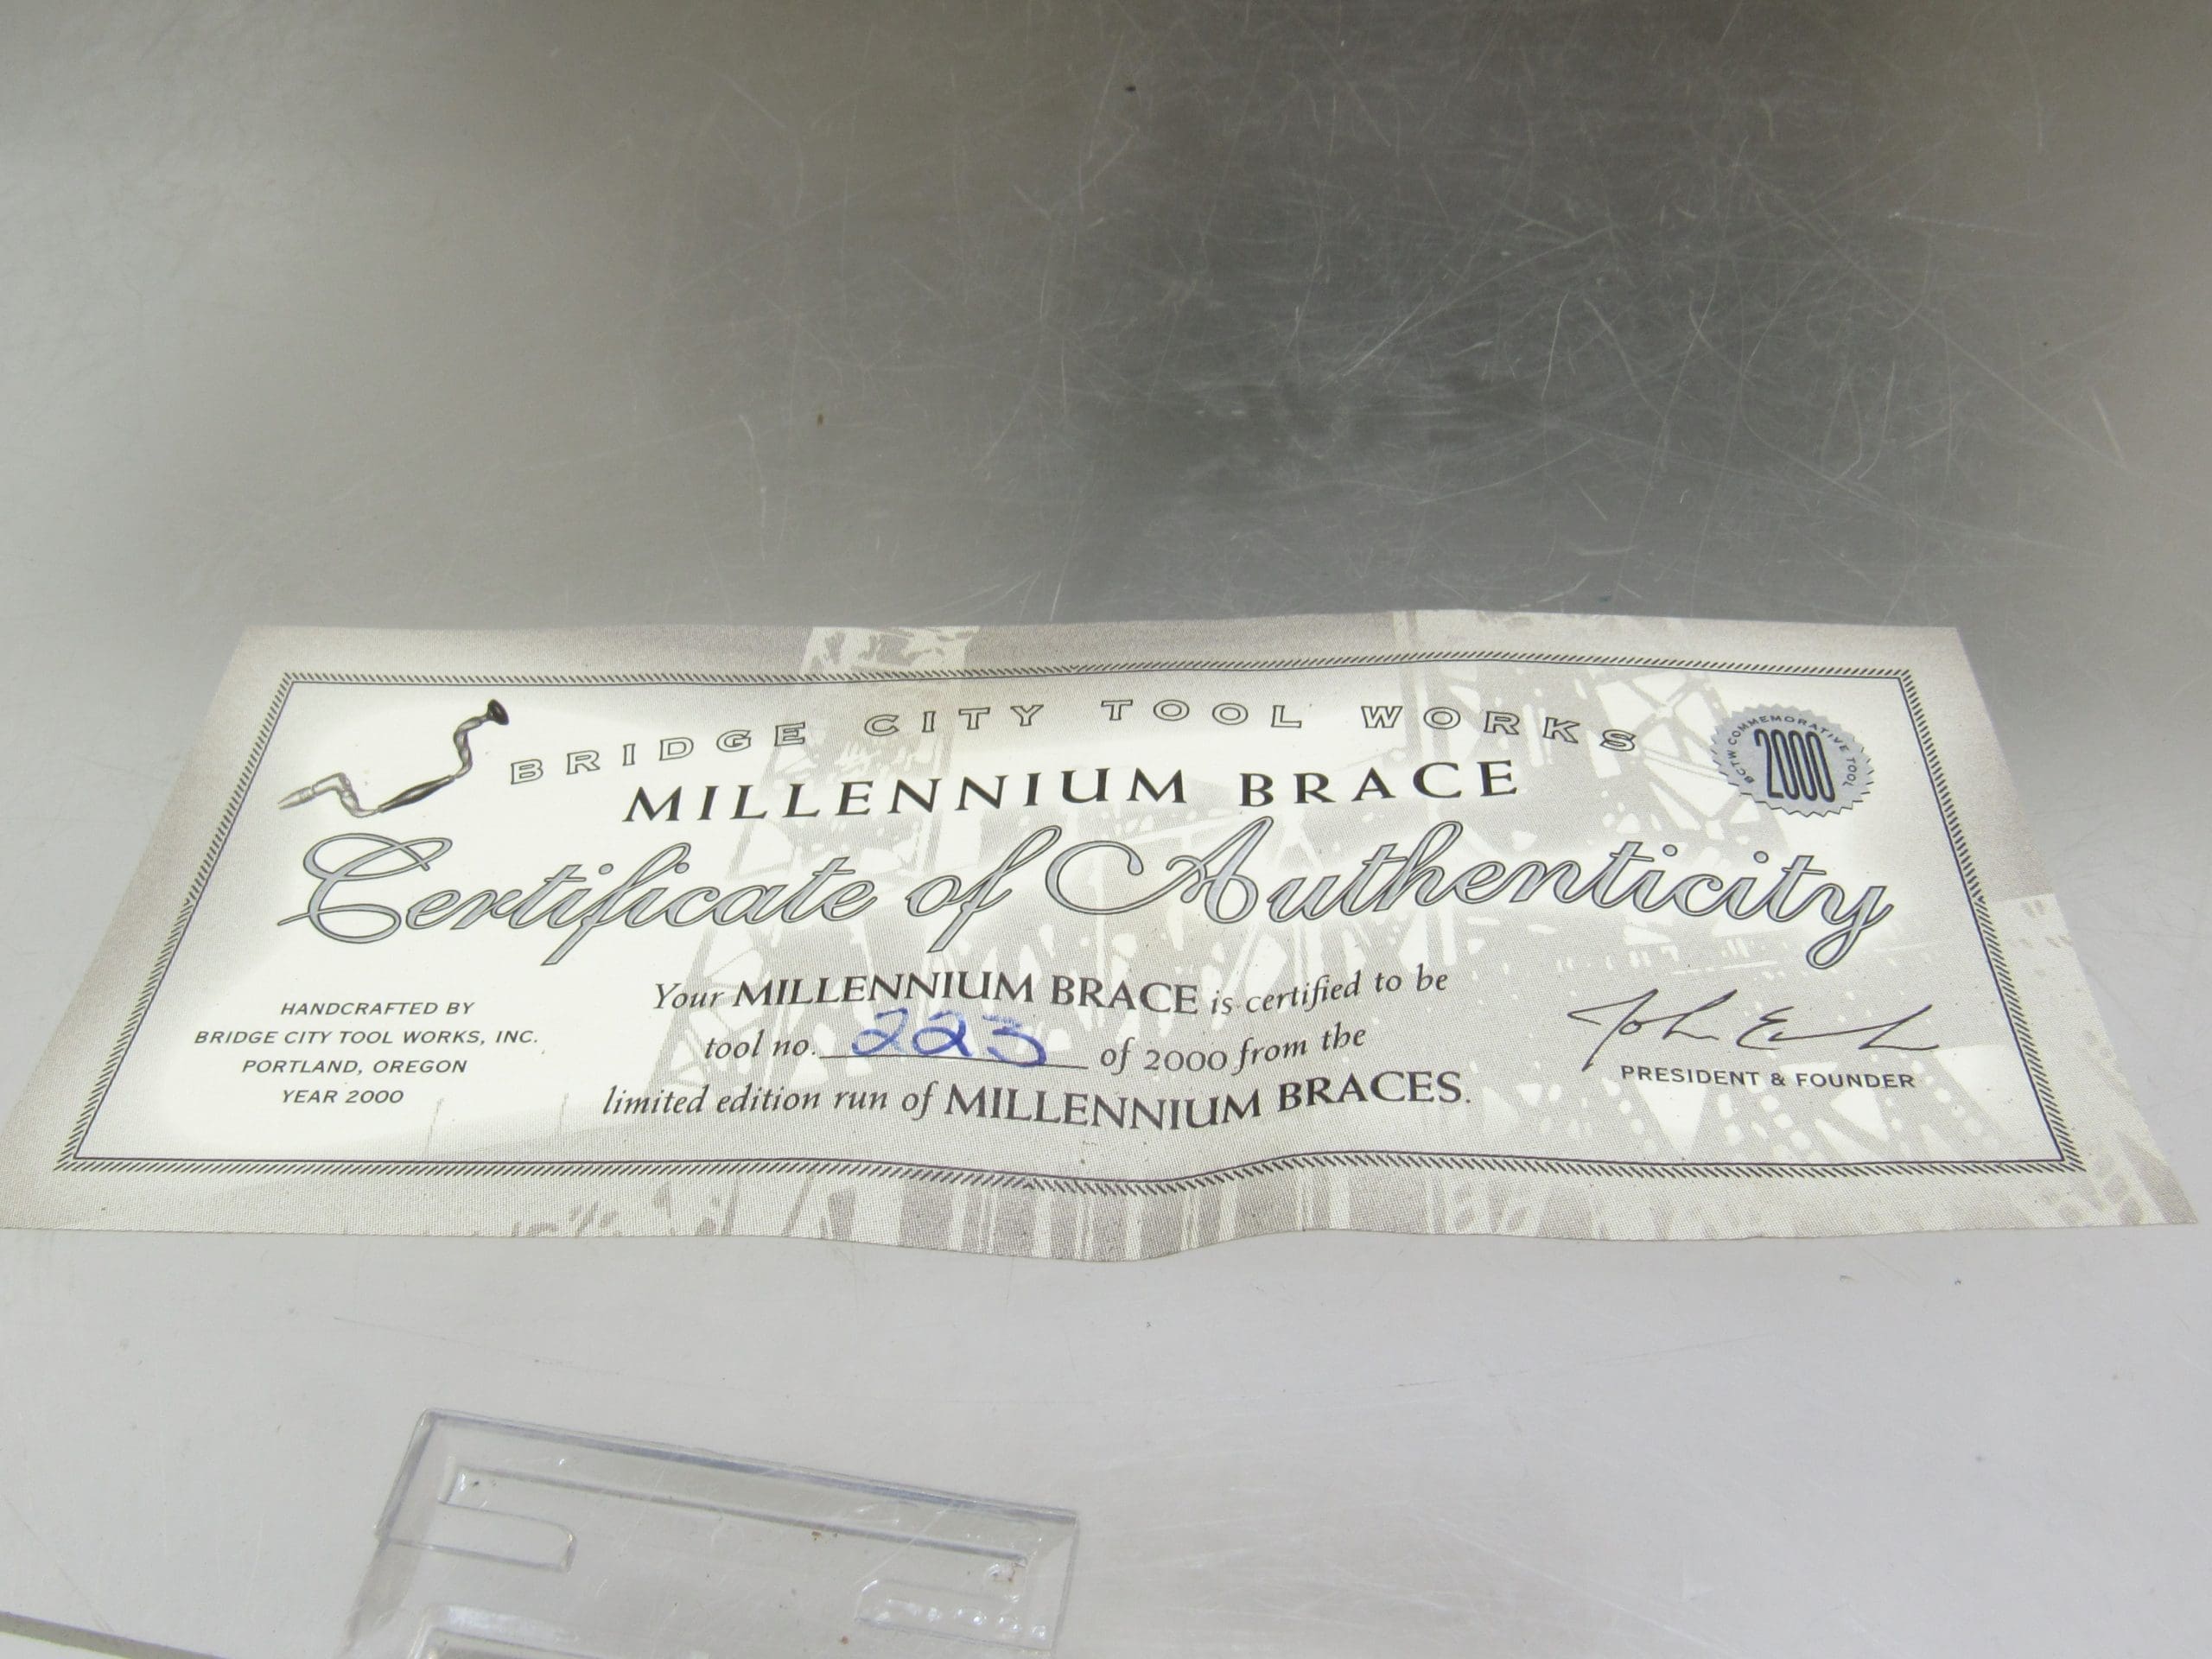 BRIDGE CITY TOOL WORKS
MILLENNIUM BRACE
BCTW COMMEMORATIVE TOOL
2000
Certificate of Authenticity
HANDCRAFTED BY
BRIDGE CITY TOOL WORKS, INC.
PORTLAND, OREGON
YEAR 2000
Your MILLENNIUM BRACE is certified to be
tool no. 223 of 2000 from the
limited edition run of MILLENNIUM BRACES.
PRESIDENT & FOUNDER